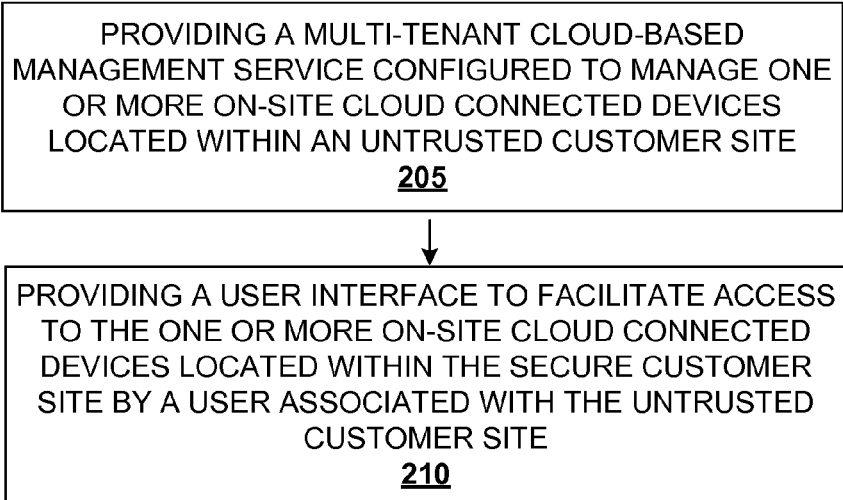 PROVIDING A MULTI-TENANT CLOUD-BASED
MANAGEMENT SERVICE CONFIGURED TO MANAGE ONE
OR MORE ON-SITE CLOUD CONNECTED DEVICES
LOCATED WITHIN AN UNTRUSTED CUSTOMER SITE
205
PROVIDING A USER INTERFACE TO FACILITATE ACCESS
TO THE ONE OR MORE ON-SITE CLOUD CONNECTED
DEVICES LOCATED WITHIN THE SECURE CUSTOMER
SITE BY A USER ASSOCIATED WITH THE UNTRUSTED
CUSTOMER SITE
210